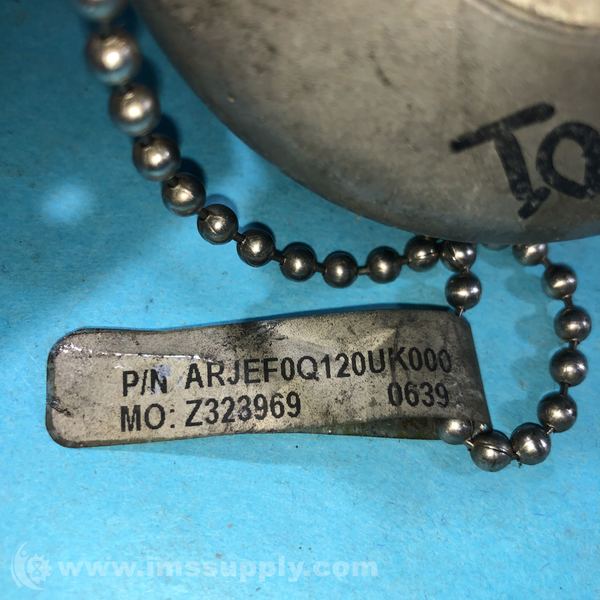 P/N ARJEF0Q120UK000
MO: Z323969 0639
www.imssupply.com